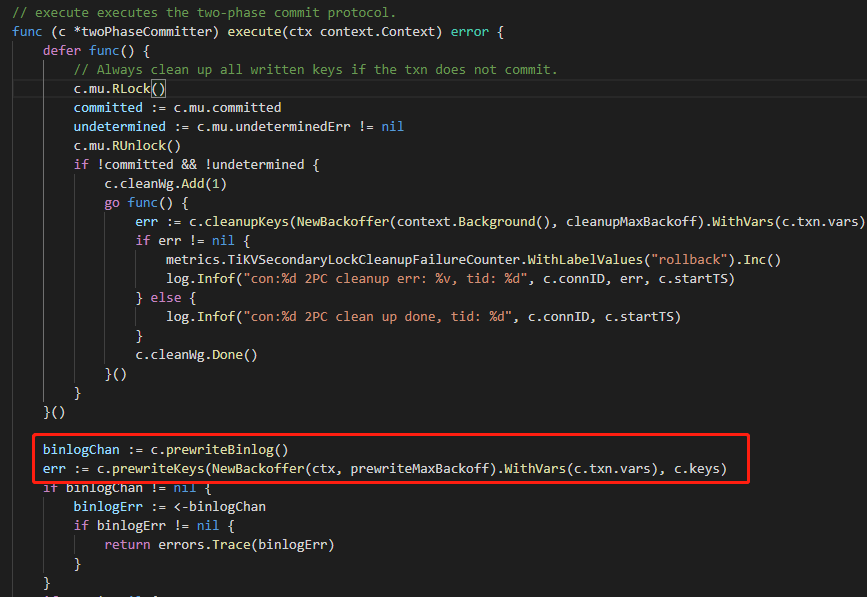 // execute executes the two-phase commit protocol.
func (c *twoPhaseCommitter) execute(ctx context.Context) error {
    defer func() {
        // Always clean up all written keys if the txn does not commit.
        c.mu.RLock()
        committed := c.mu.committed
        undetermined := c.mu.undeterminedErr != nil
        c.mu.RUnlock()
        if !committed && !undetermined {
            c.cleanWg.Add(1)
            go func() {
                err := c.cleanupKeys(NewBackoffer(context.Background(), cleanupMaxBackoff).WithVars(c.txn.vars)
                if err != nil {
                    metrics.TiKVSecondaryLockCleanupFailureCounter.WithLabelValues("rollback").Inc()
                    log.Infof("con:%d 2PC cleanup err: %v, tid: %d", c.connID, err, c.startTS)
                } else {
                    log.Infof("con:%d 2PC clean up done, tid: %d", c.connID, c.startTS)
                }
                c.cleanWg.Done()
            }()
        }
    }()
    binlogChan := c.prewriteBinlog()
    err := c.prewriteKeys(NewBackoffer(ctx, prewriteMaxBackoff).WithVars(c.txn.vars), c.keys)
    if binlogChan != nil {
        binlogErr := <-binlogChan
        if binlogErr != nil {
            return errors.Trace(binlogErr)
        }
    }